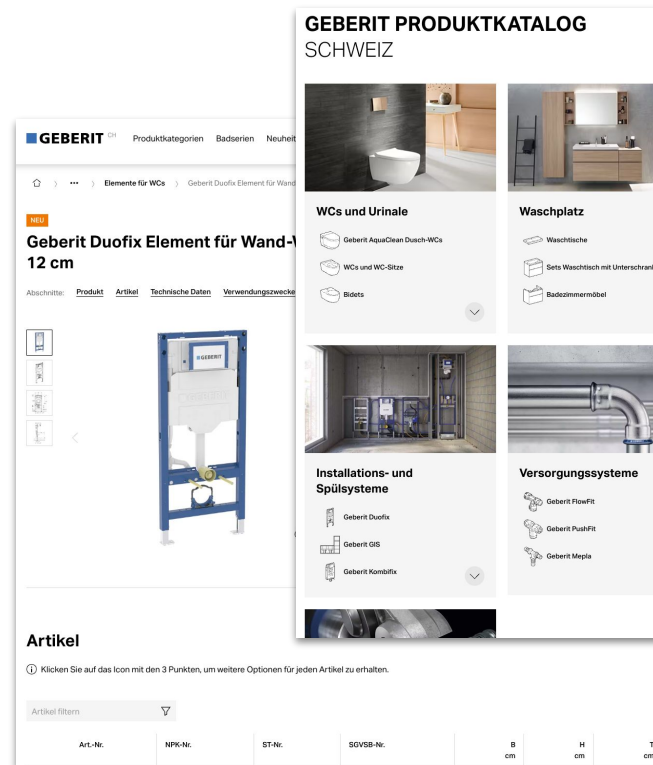 GEBERIT PRODUKTKATALOG
SCHWEIZ
WCs und Urinale
Geberit AquaClean Dusch-WCs
WCs und WC-Sitze
Bidets
Waschplatz
Waschtische
Sets Waschtisch mit Unterschrank
Badezimmermöbel
Installations- und
Spülsysteme
Geberit Duofix
Geberit GIS
Geberit Kombifix
Versorgungssysteme
Geberit FlowFit
Geberit PushFit
Geberit Mepla
GEBERIT CH
Produktkategorien Badserien Neuheit
••• Elemente für WCs Geberit Duofix Element für Wand
NEU
Geberit Duofix Element für Wand-
12 cm
Abschnitte: Produkt Artikel Technische Daten Verwendungszwecke
GEBERIT
Artikel
Klicken Sie auf das Icon mit den 3 Punkten, um weitere Optionen für jeden Artikel zu erhalten.
Artikel filtern
Art.-Nr. NPK-Nr. ST-Nr. SGVSB-Nr. B H T
cm cm cm